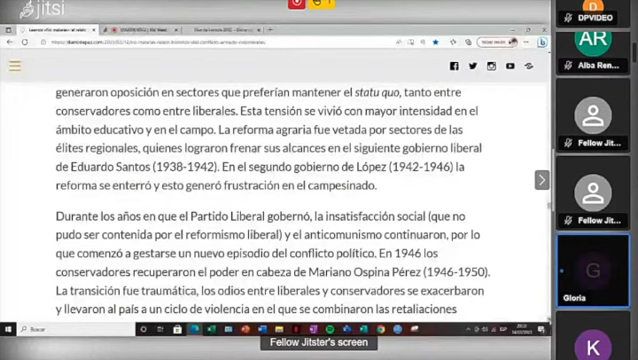 jitsi
generaron oposición en sectores que preferían mantener el statu quo, tanto entre
conservadores como entre liberales. Esta tensión se vivió con mayor intensidad en el
ámbito educativo y en el campo. La reforma agraria fue vetada por sectores de las
élites regionales, quienes lograron frenar sus alcances en el siguiente gobierno liberal
de Eduardo Santos (1938-1942). En el segundo gobierno de López (1942-1946) la
reforma se enterró y esto generó frustración en el campesinado.
Durante los años en que el Partido Liberal gobernó, la insatisfacción social (que no
pudo ser contenida por el reformismo liberal) y el anticomunismo continuaron, por lo
que comenzó a gestarse un nuevo episodio del conflicto político. En 1946 los
conservadores recuperaron el poder en cabeza de Mariano Ospina Pérez (1946-1950).
La transición fue traumática, los odios entre liberales y conservadores se exacerbaron
y llevaron al país a un ciclo de violencia en el que se combinaron las retaliaciones
Buscar
Fellow Jitster's screen
DPVIDEO
AR
Alba Ren...
Fellow Jit...
Fellow Jit...
G
Gloria
K